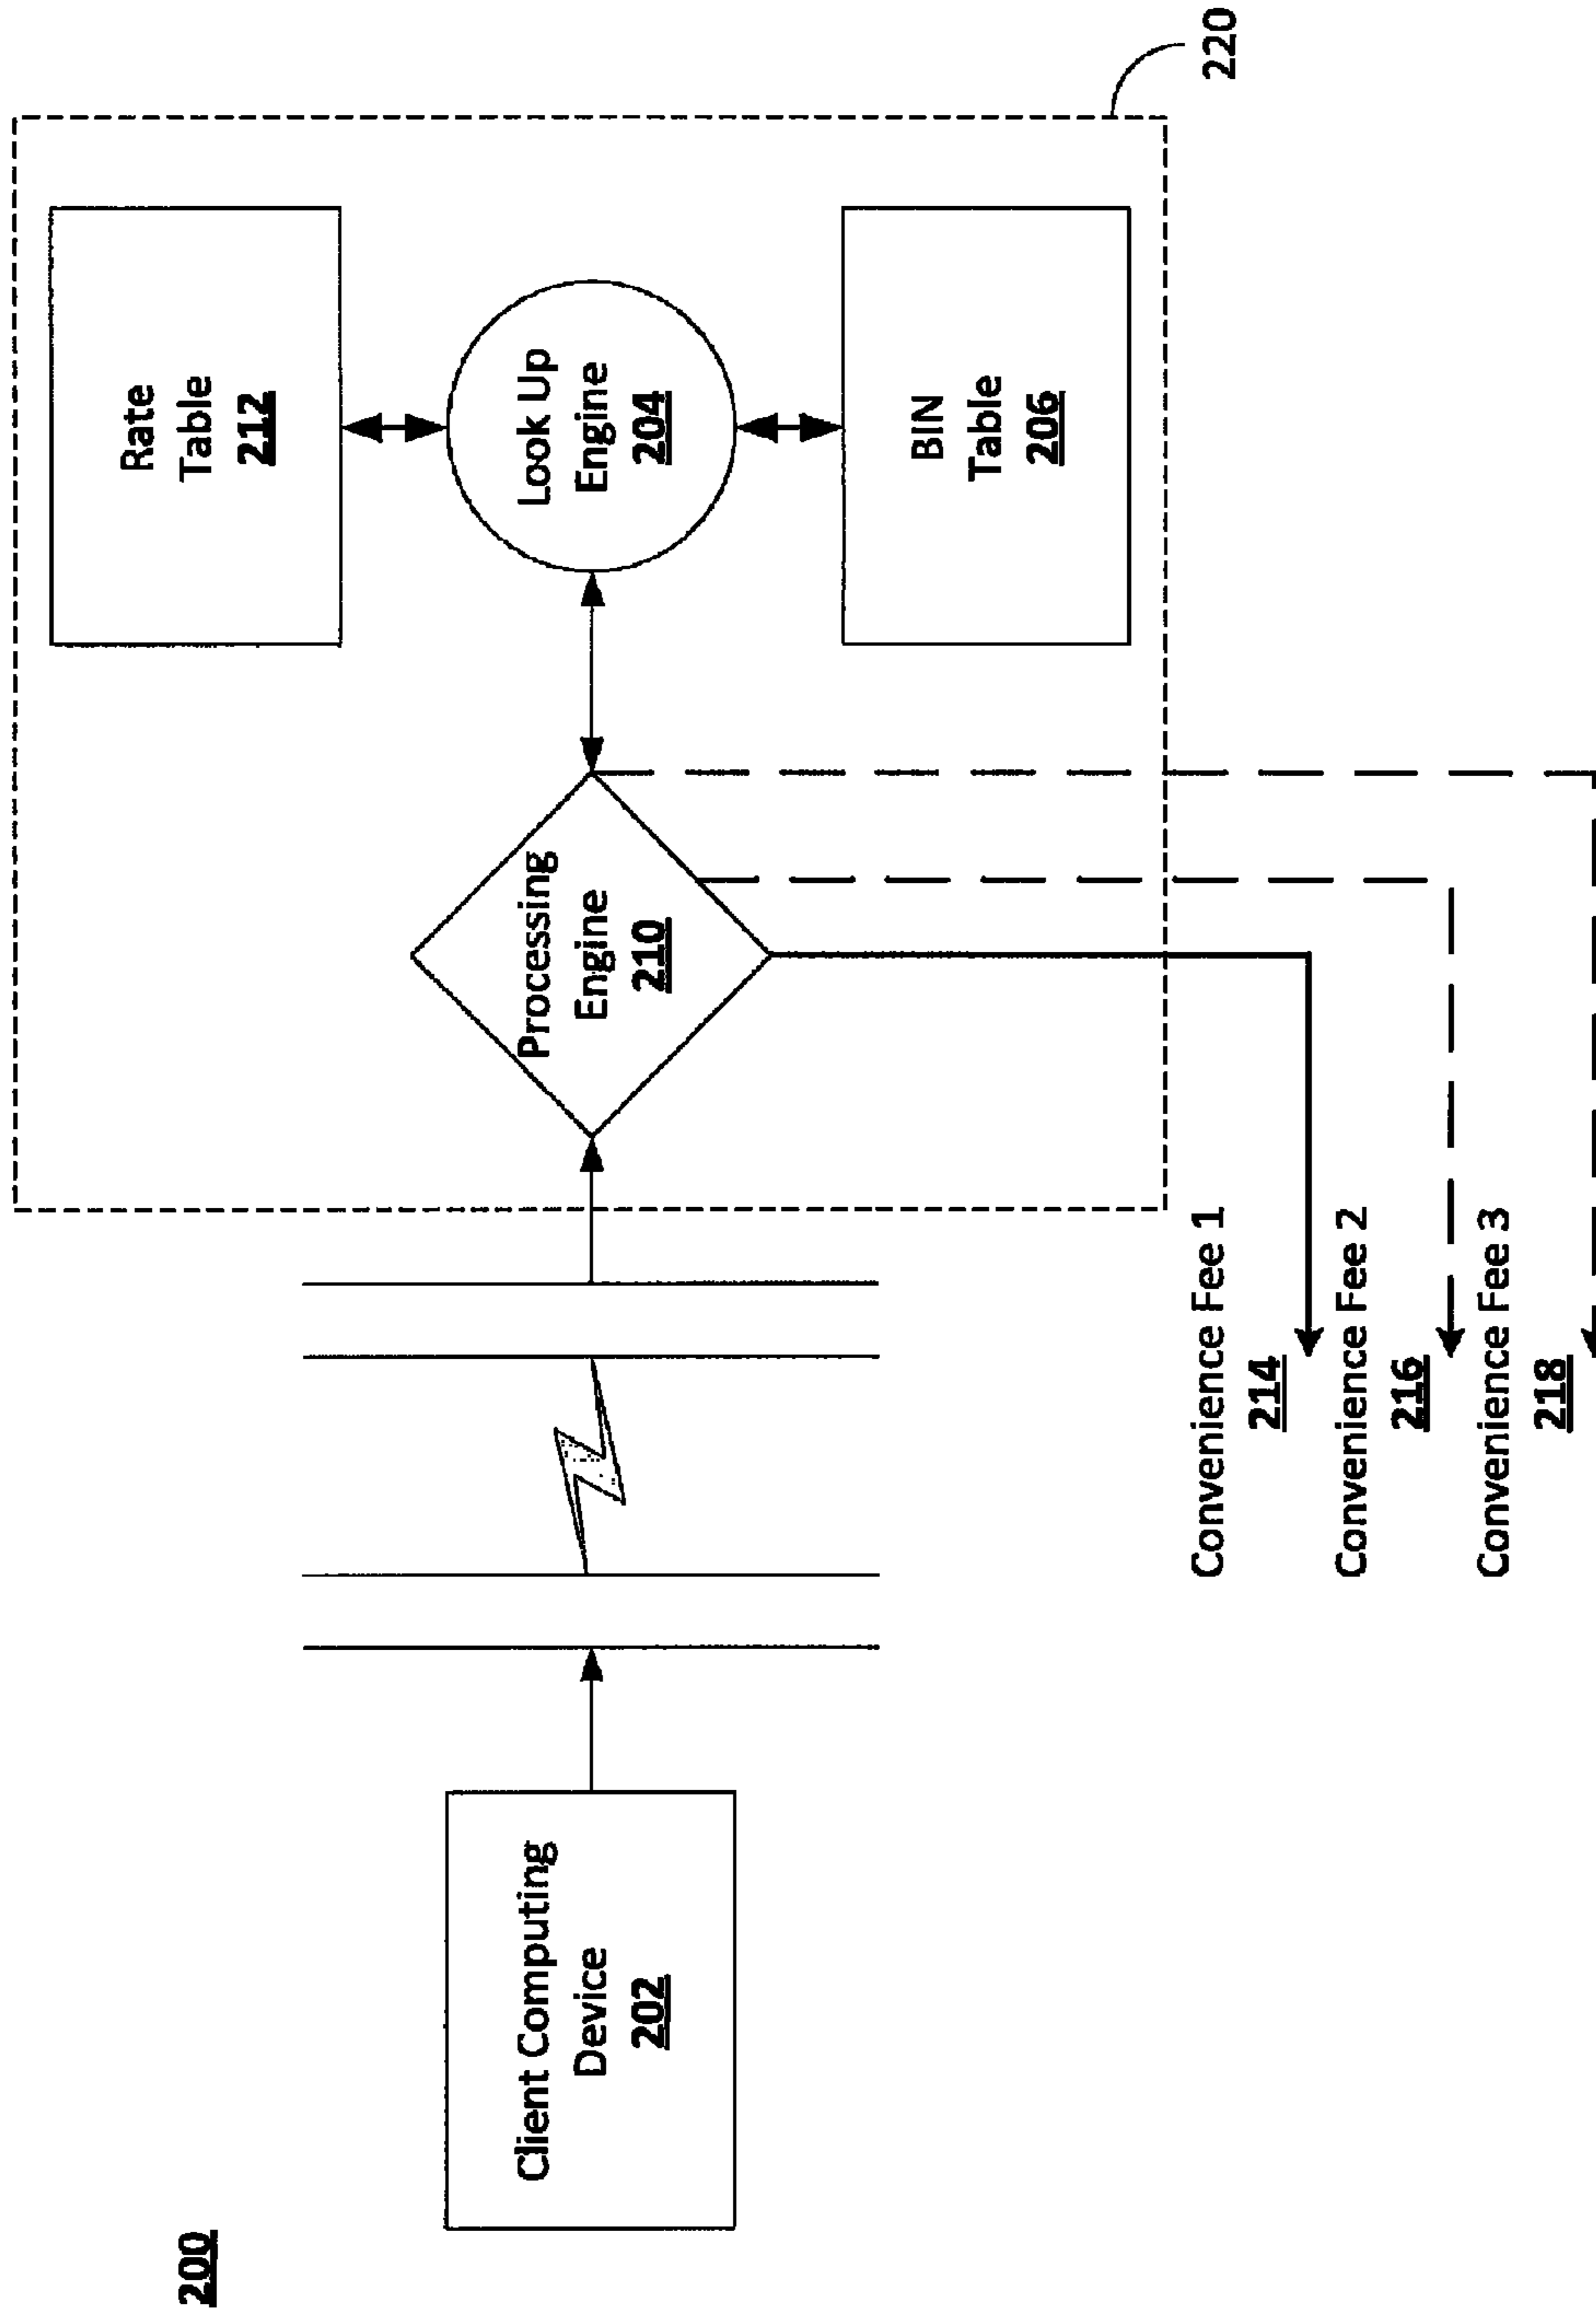 200
Client Computing
Device
202
Processing
Engine
210
Look Up
Engine
204
Rate
Table
212
BIN
Table
206
Convenience Fee 1
214
Convenience Fee 2
216
Convenience Fee 3
218
220